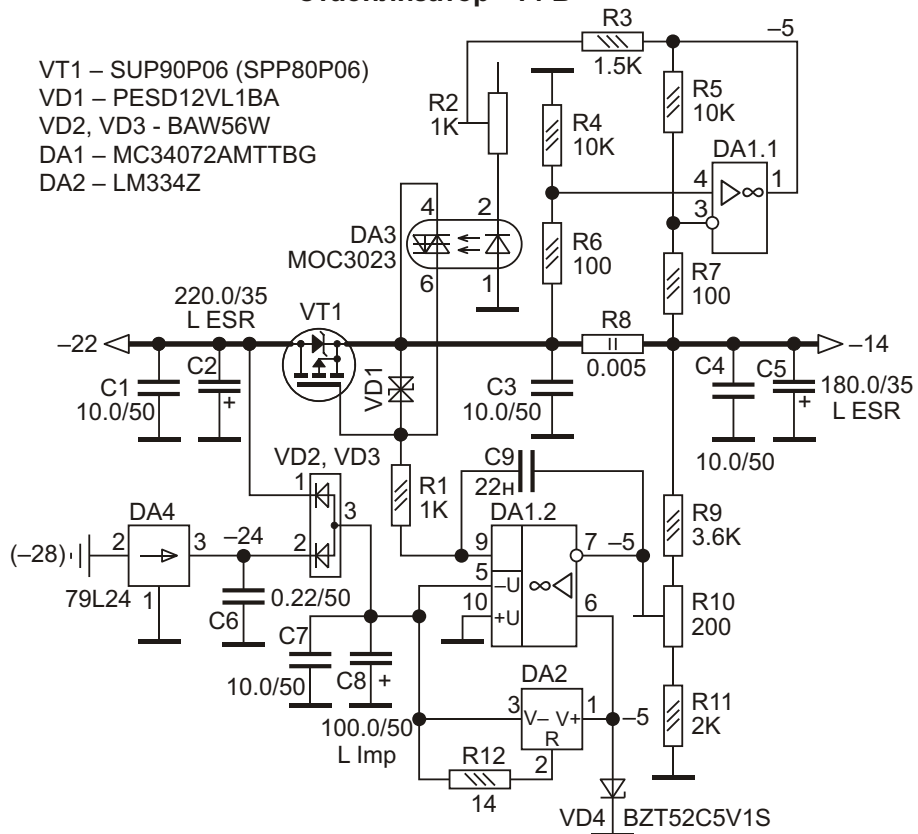 R3
–5
1.5K
VT1 – SUP90P06 (SPP80P06)
VD1 – PESD12VL1BA
VD2, VD3 - BAW56W
DA1 – MC34072AMTTBG
DA2 – LM334Z
R2
1K
R4
10K
R5
10K
DA1.1
4
1
3
∞
DA3
MOC3023
4
2
6
1
R6
100
R7
100
220.0/35
L ESR
VT1
R8
0.005
–22
–14
C1
10.0/50
C2
+
VD1
C3
10.0/50
C4
10.0/50
C5
+
180.0/35
L ESR
VD2, VD3
1
2
3
R1
1K
C9
22н
DA1.2
9
7
–5
5
–U
10
+U
∞
6
R9
3.6K
R10
200
R11
2K
DA4
(–28)
2
3
–24
79L24
1
C6
0.22/50
C7
10.0/50
C8
+
100.0/50
L Imp
DA2
3
V–
V+
1
–5
R
2
R12
14
VD4
BZT52C5V1S